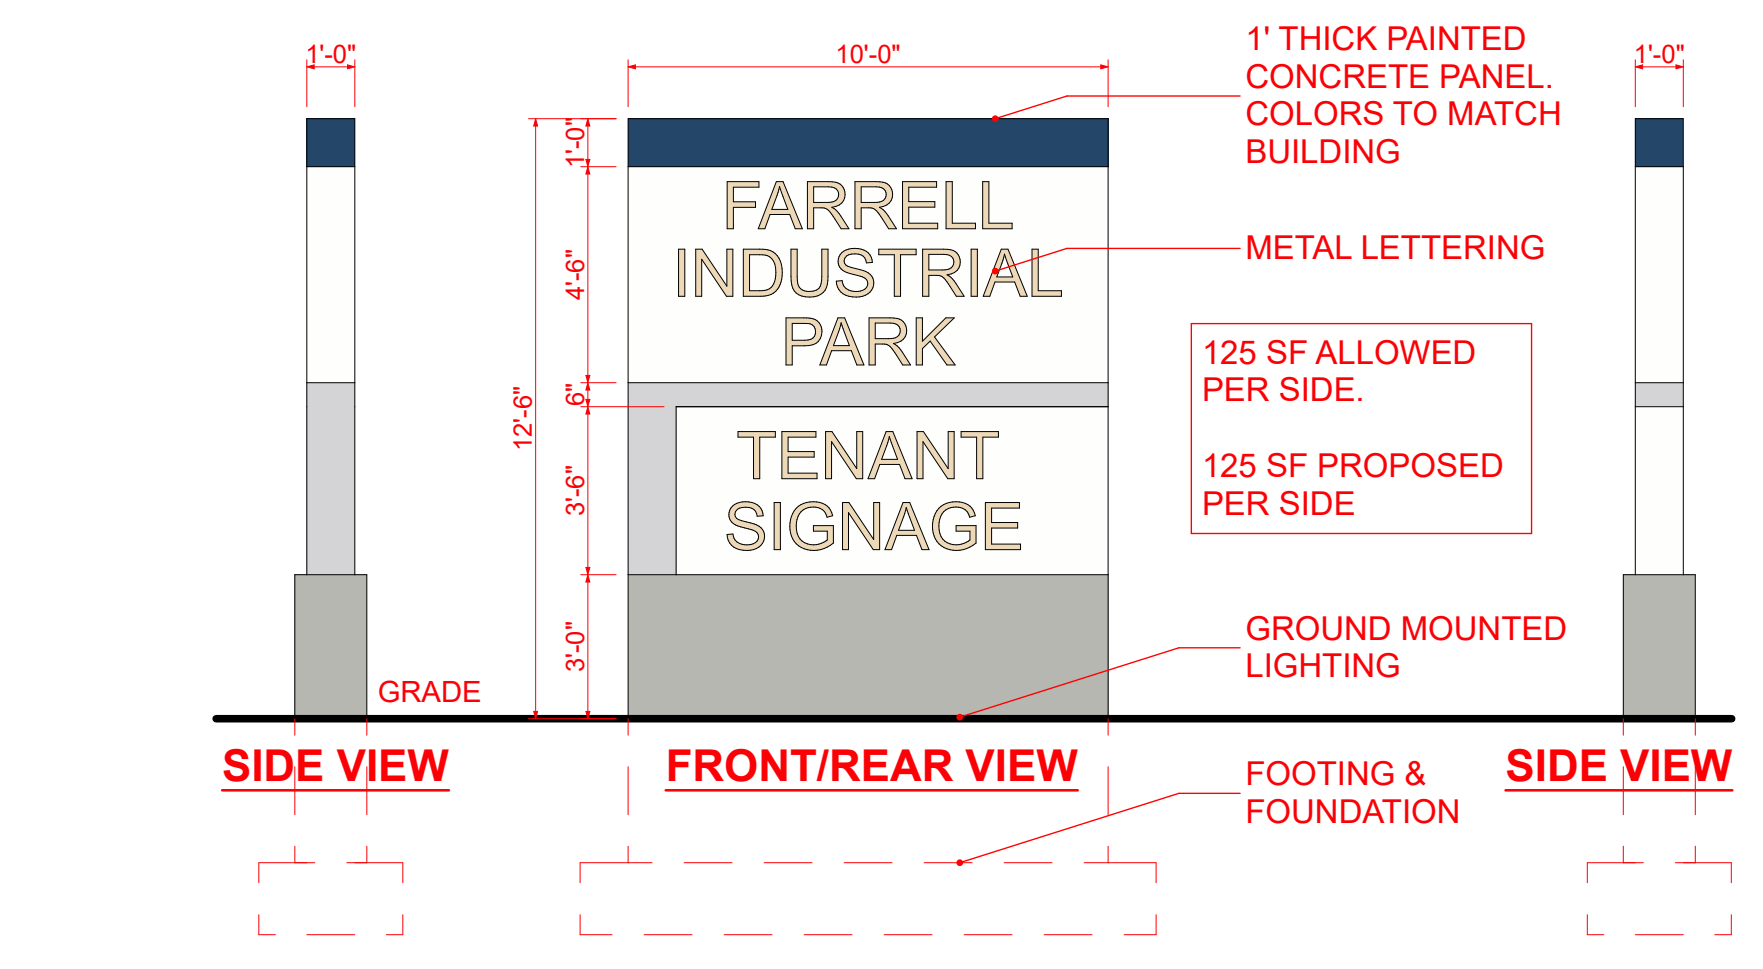 1'-0"
10'-0"
1'-0"
1' THICK PAINTED
CONCRETE PANEL.
COLORS TO MATCH
BUILDING
1'-0"
4'-6"
6"
3'-6"
3'-0"
12'-6"
FARRELL
INDUSTRIAL
PARK
METAL LETTERING
125 SF ALLOWED
PER SIDE.
125 SF PROPOSED
PER SIDE
TENANT
SIGNAGE
GROUND MOUNTED
LIGHTING
GRADE
SIDE VIEW
FRONT/REAR VIEW
SIDE VIEW
FOOTING &
FOUNDATION